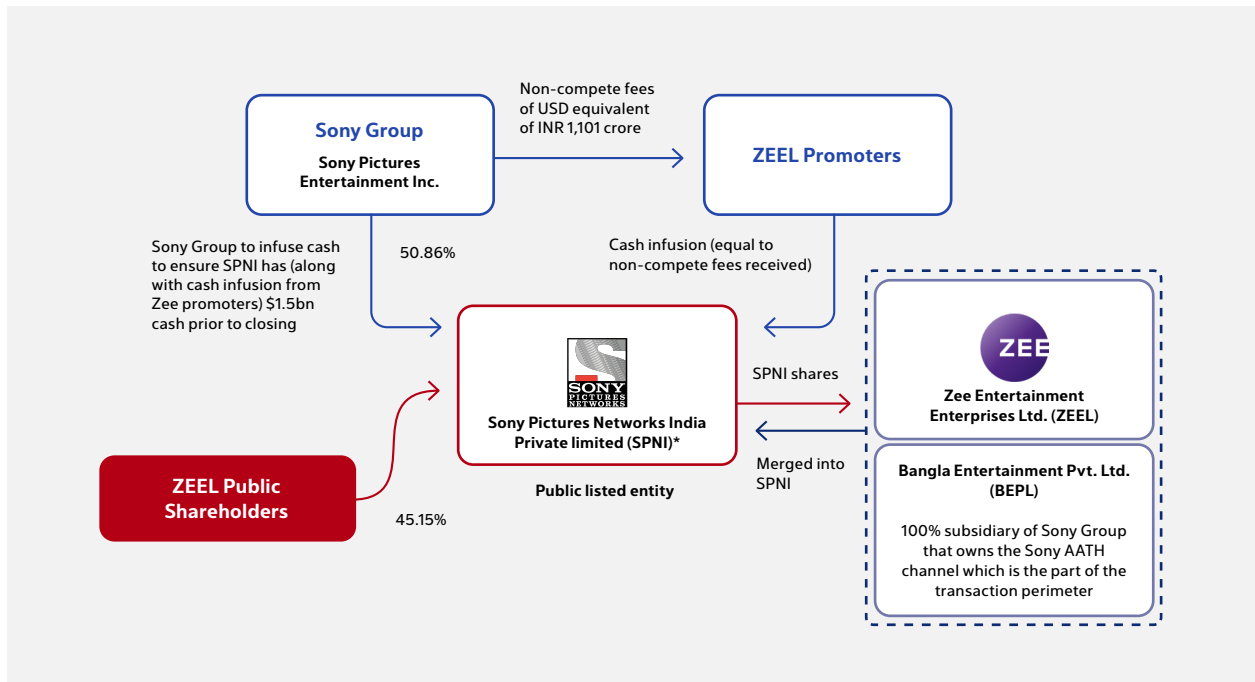 Non-compete fees
of USD equivalent
of INR 1,101 crore
Sony Group
Sony Pictures
Entertainment Inc.
ZEEL Promoters
Sony Group to infuse cash
to ensure SPNI has (along
with cash infusion from
Zee promoters) $1.5bn
cash prior to closing
50.86%
Cash infusion (equal to
non-compete fees received)
SONY
PICTURES
NETWORKS
Sony Pictures Networks India
Private limited (SPNI)*
Public listed entity
SPNI shares
Merged into
SPNI
ZEE
Zee Entertainment
Enterprises Ltd. (ZEEL)
Bangla Entertainment Pvt. Ltd.
(BEPL)
100% subsidiary of Sony Group
that owns the Sony AATH
channel which is the part of the
transaction perimeter
ZEEL Public
Shareholders
45.15%